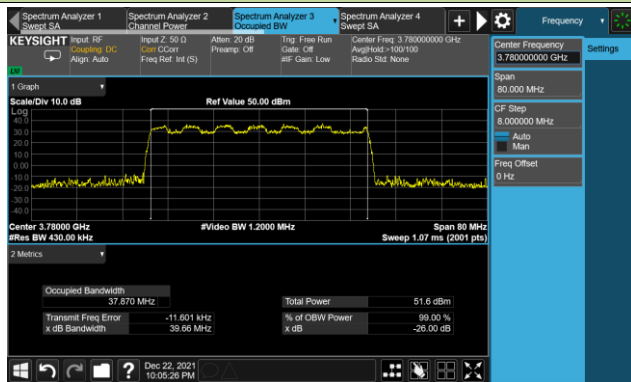 Spectrum Analyzer 1
Swept SA
Spectrum Analyzer 2
Channel Power
Spectrum Analyzer 3
Occupied BW
Spectrum Analyzer 4
Swept SA
Frequency
KEYSIGHT
Input: RF
Coupling: DC
Align: Auto
Input Z: 50 Ω
Corr CCorr
Freq Ref: Int (S)
Atten: 20 dB
Preamp: Off
Trig: Free Run
Gate: Off
#IF Gain: Low
Center Freq: 3.780000000 GHz
Avg|Hold:>100/100
Radio Std: None
Center Frequency
3.780000000 GHz
Settings
Span
80.000 MHz
CF Step
8.000000 MHz
Auto
Man
Freq Offset
0 Hz
1 Graph
Scale/Div 10.0 dB
Ref Value 50.00 dBm
Log
40.0
30.0
20.0
10.0
0.00
-10.0
-20.0
-30.0
-40.0
Center 3.78000 GHz
#Video BW 1.2000 MHz
Span 80 MHz
#Res BW 430.00 kHz
Sweep 1.07 ms (2001 pts)
2 Metrics
Occupied Bandwidth
37.870 MHz
Total Power
51.6 dBm
Transmit Freq Error
-11.601 kHz
% of OBW Power
99.00 %
x dB Bandwidth
39.66 MHz
x dB
-26.00 dB
?
Dec 22, 2021
10:05:26 PM